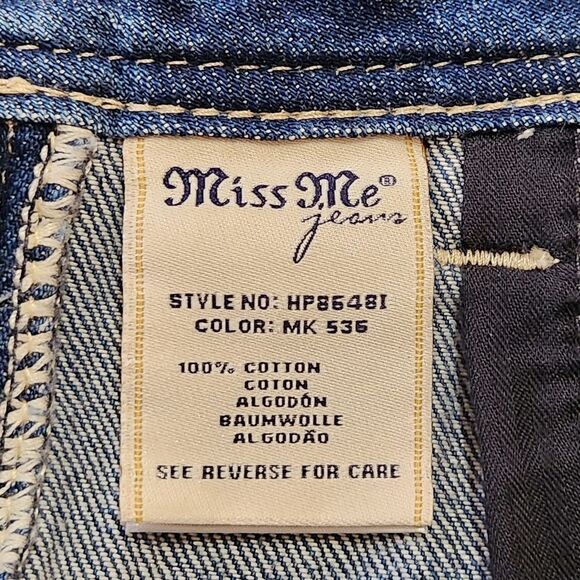 Miss Me®
jeans
STYLE NO: HP8648I
COLOR: MK 536
100% COTTON
COTON
ALGODÓN
BAUMWOLLE
ALGODÃO
SEE REVERSE FOR CARE